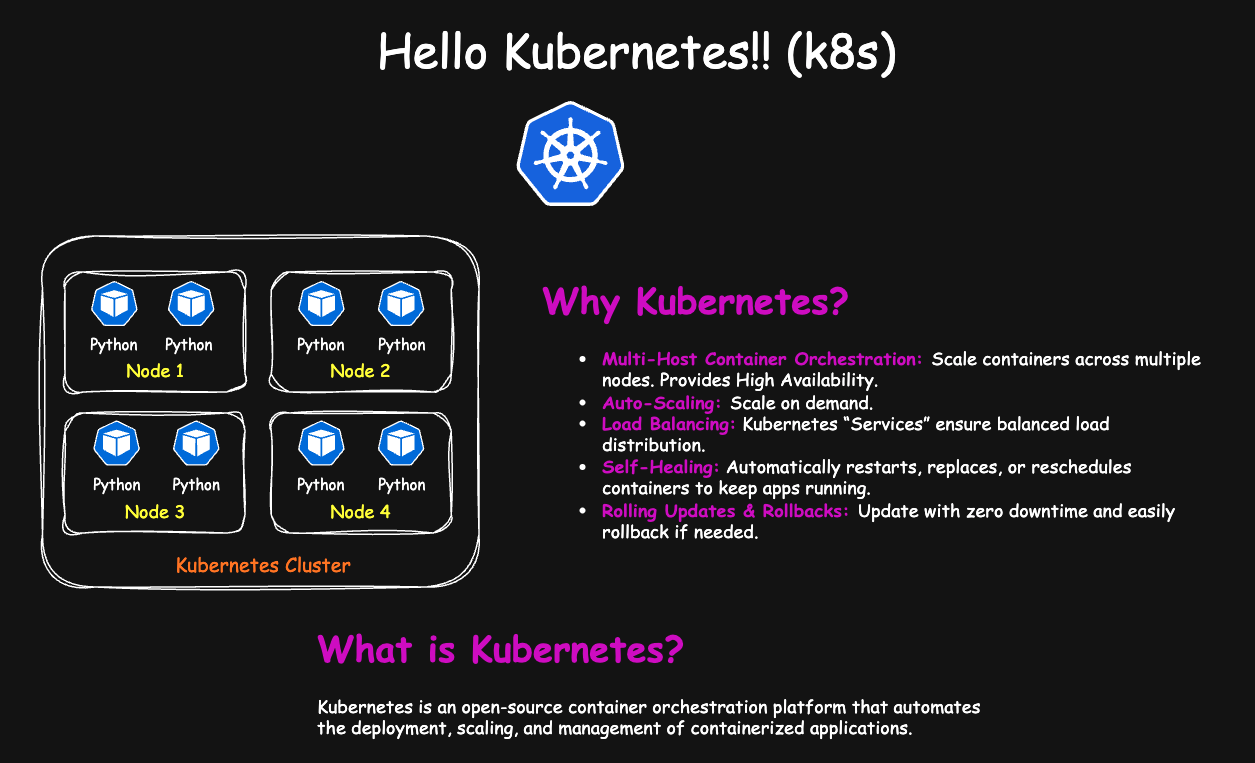 Hello Kubernetes!! (k8s)
Python
Python
Node 1
Python
Python
Node 2
Python
Python
Node 3
Python
Python
Node 4
Kubernetes Cluster
Why Kubernetes?
• Multi-Host Container Orchestration: Scale containers across multiple
nodes. Provides High Availability.
• Auto-Scaling: Scale on demand.
• Load Balancing: Kubernetes “Services” ensure balanced load
distribution.
• Self-Healing: Automatically restarts, replaces, or reschedules
containers to keep apps running.
• Rolling Updates & Rollbacks: Update with zero downtime and easily
rollback if needed.
What is Kubernetes?
Kubernetes is an open-source container orchestration platform that automates
the deployment, scaling, and management of containerized applications.